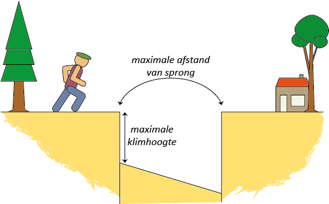 maximale afstand
van sprong
maximale
klimhoogte